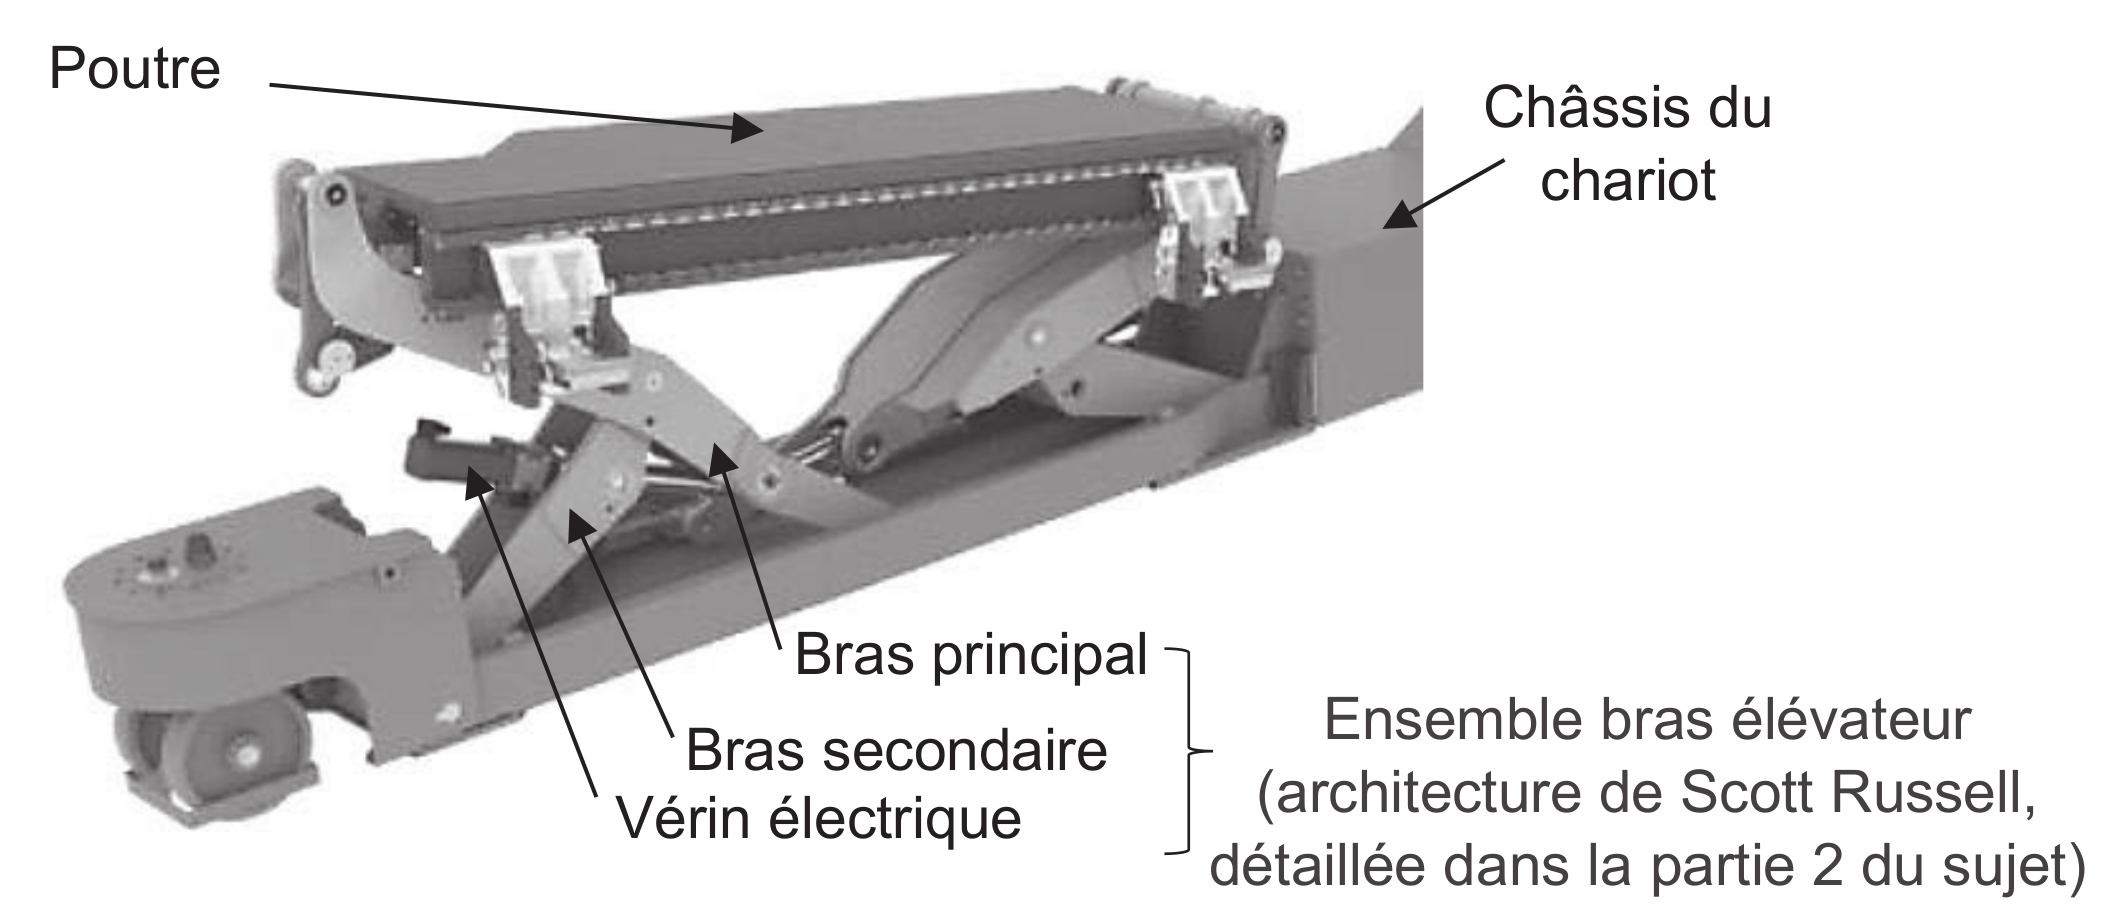 Poutre
Châssis du
chariot
Bras principal
Bras secondaire
Vérin électrique
Ensemble bras élévateur
(architecture de Scott Russell,
détaillée dans la partie 2 du sujet)